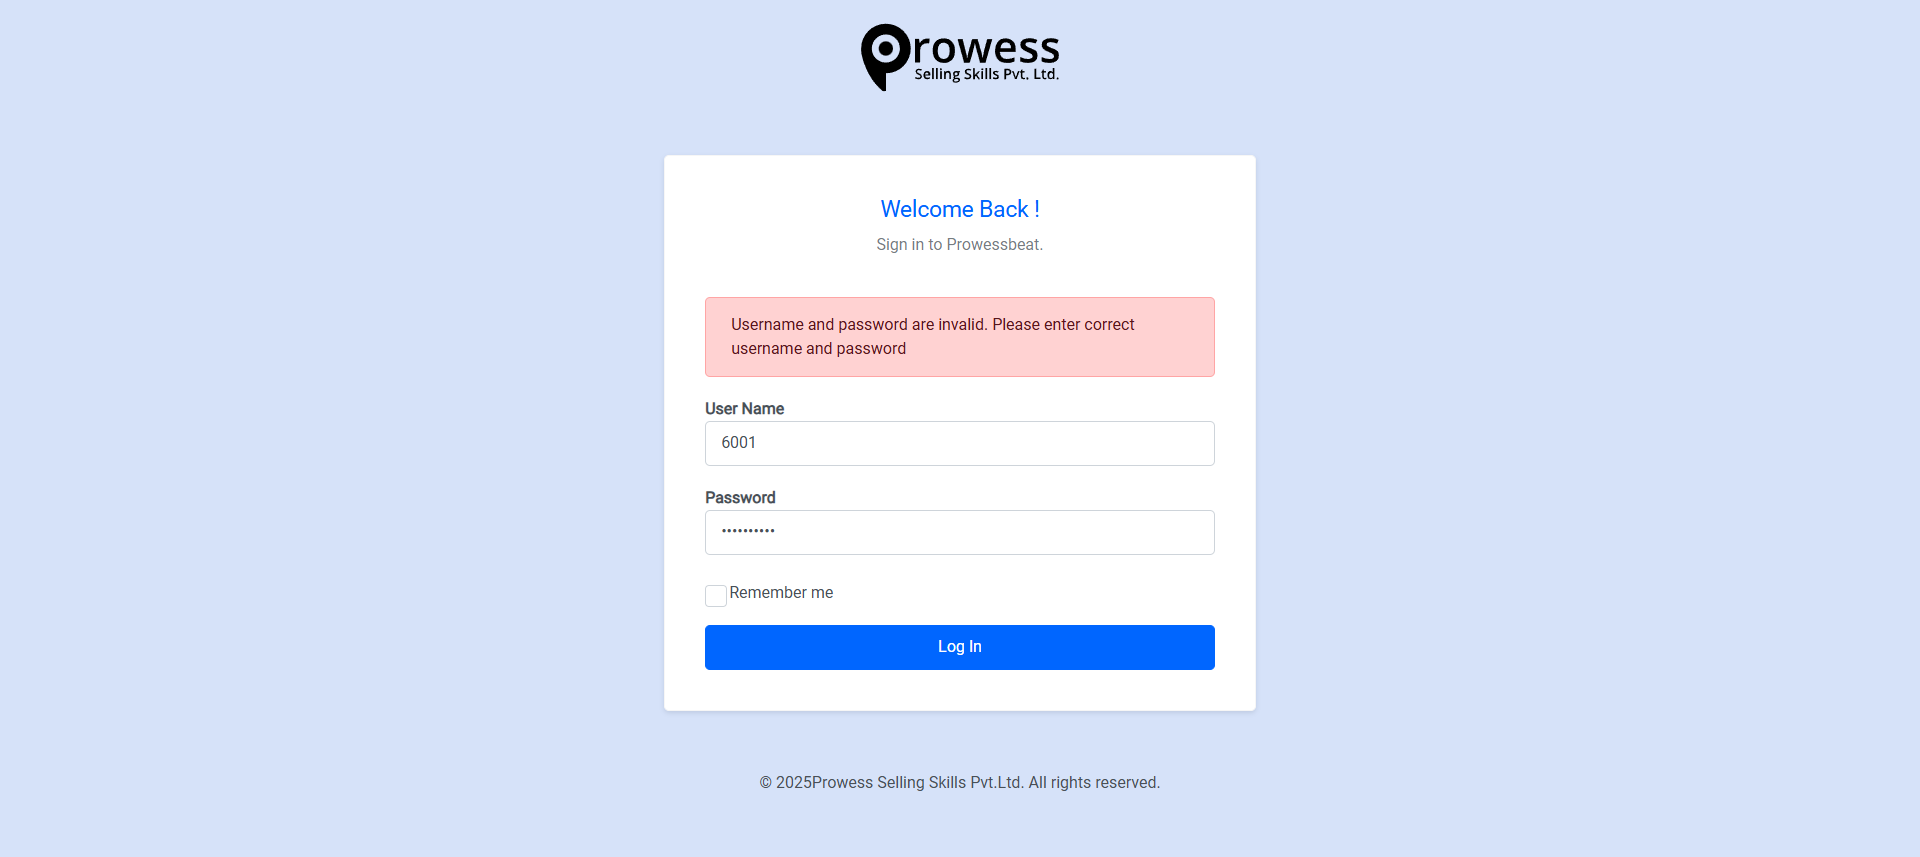 Prowess
Selling Skills Pvt. Ltd.
Welcome Back !
Sign in to Prowessbeat.
Username and password are invalid. Please enter correct
username and password
User Name
6001
Password
••••••••••
Remember me
Log In
© 2025Prowess Selling Skills Pvt.Ltd. All rights reserved.